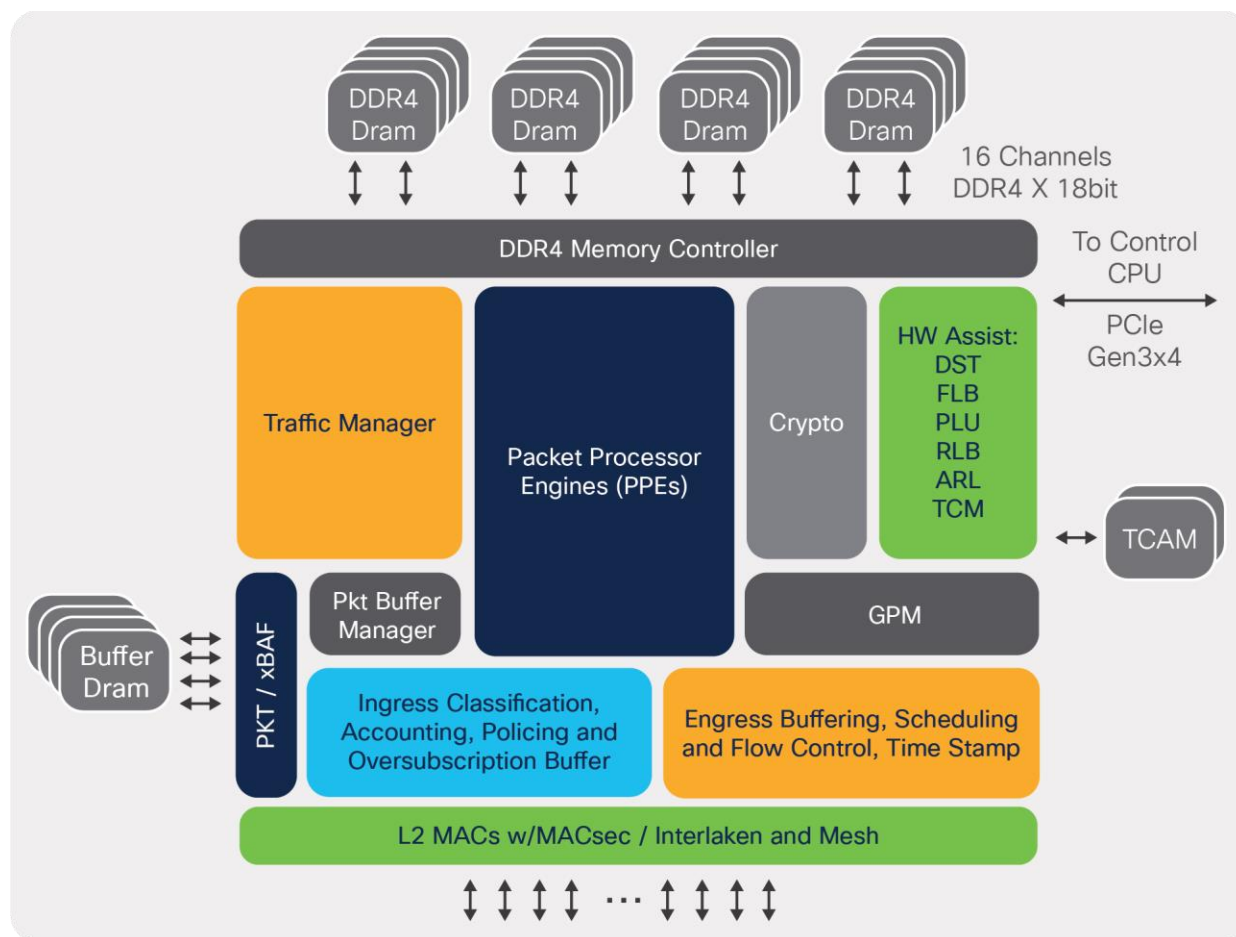 DDR4
Dram
DDR4
Dram
DDR4
Dram
DDR4
Dram
16 Channels
DDR4 X 18bit
DDR4 Memory Controller
To Control
CPU
PCIe
Gen3x4
Traffic Manager
Packet Processor
Engines (PPEs)
Crypto
HW Assist:
DST
FLB
PLU
RLB
ARL
TCM
TCAM
Buffer
Dram
PKT / xBAF
Pkt Buffer
Manager
GPM
Ingress Classification,
Accounting, Policing and
Oversubscription Buffer
Engress Buffering, Scheduling
and Flow Control, Time Stamp
L2 MACs w/MACsec / Interlaken and Mesh
...